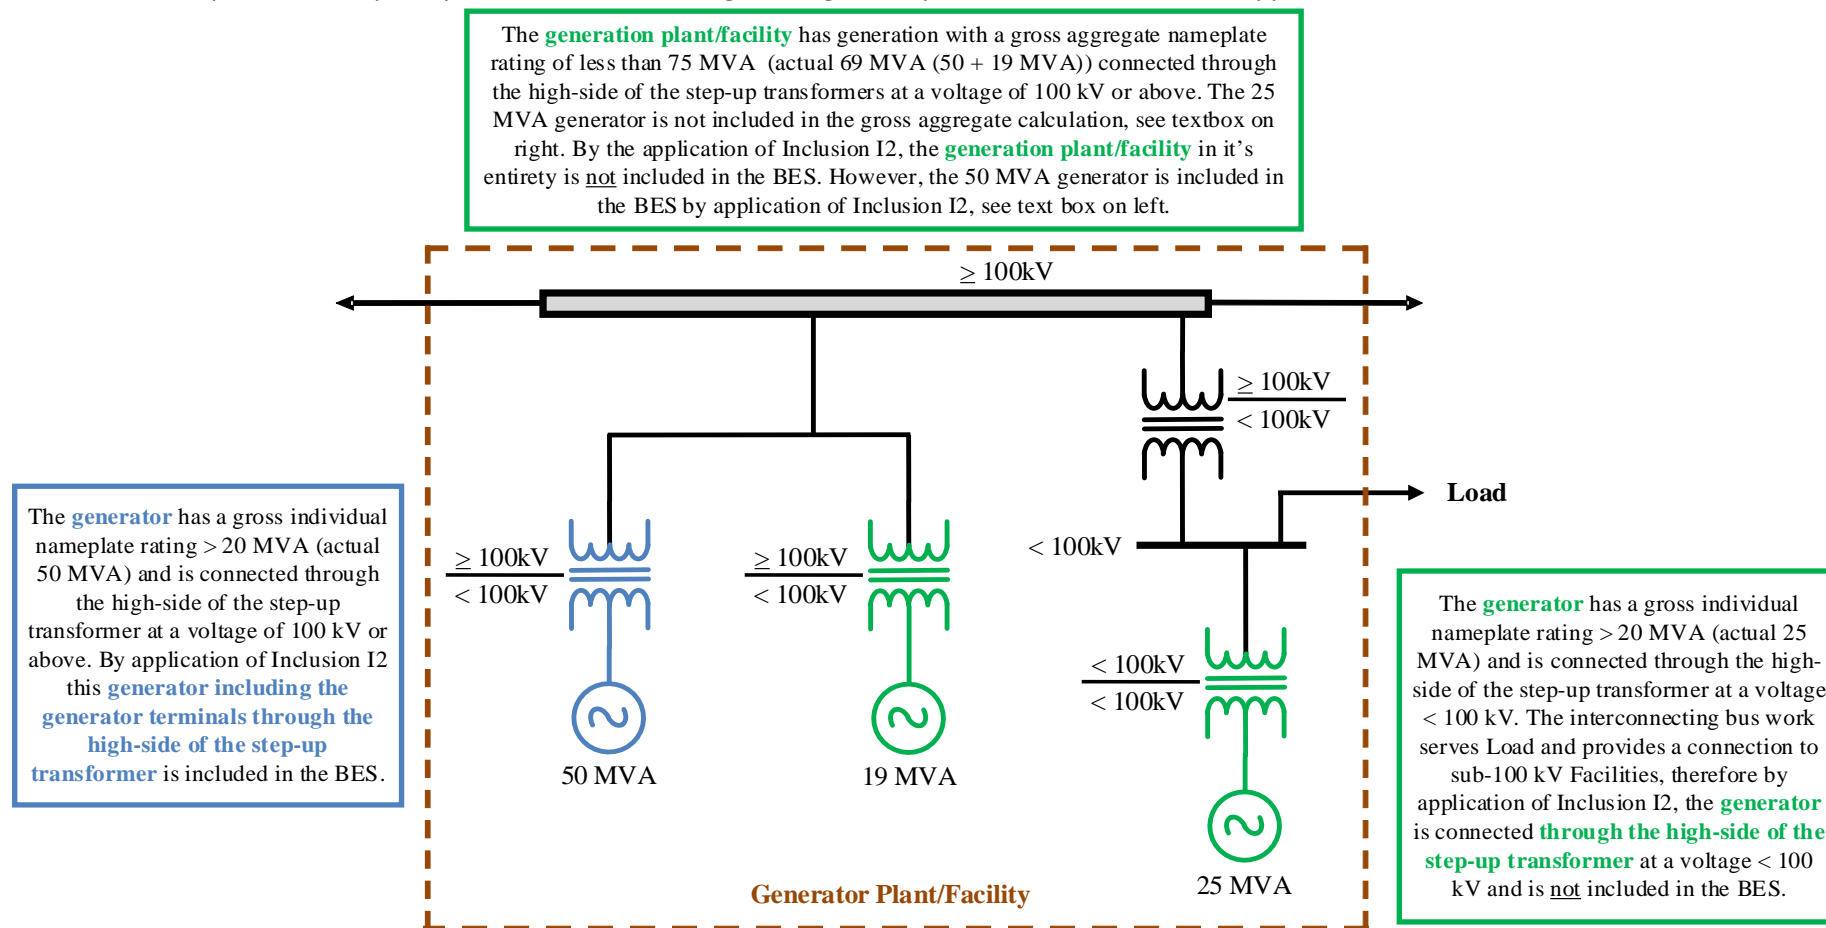 The generation plant/facility has generation with a gross aggregate nameplate
rating of less than 75 MVA (actual 69 MVA (50 + 19 MVA)) connected through
the high-side of the step-up transformers at a voltage of 100 kV or above. The 25
MVA generator is not included in the gross aggregate calculation, see textbox on
right. By the application of Inclusion I2, the generation plant/facility in it's
entirety is not included in the BES. However, the 50 MVA generator is included in
the BES by application of Inclusion I2, see text box on left.
≥ 100kV
≥ 100kV
< 100kV
Load
< 100kV
The generator has a gross individual
nameplate rating > 20 MVA (actual
50 MVA) and is connected through
the high-side of the step-up
transformer at a voltage of 100 kV or
above. By application of Inclusion I2
this generator including the
generator terminals through the
high-side of the step-up
transformer is included in the BES.
≥ 100kV
< 100kV
≥ 100kV
< 100kV
< 100kV
< 100kV
50 MVA
19 MVA
25 MVA
Generator Plant/Facility
The generator has a gross individual
nameplate rating > 20 MVA (actual 25
MVA) and is connected through the high-
side of the step-up transformer at a voltage
< 100 kV. The interconnecting bus work
serves Load and provides a connection to
sub-100 kV Facilities, therefore by
application of Inclusion I2, the generator
is connected through the high-side of the
step-up transformer at a voltage < 100
kV and is not included in the BES.